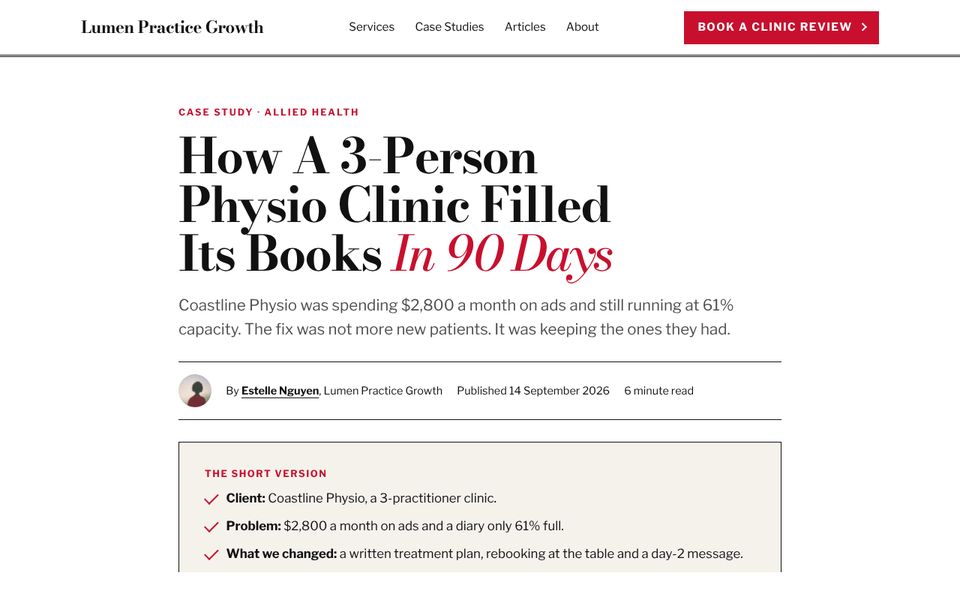 Lumen Practice Growth
Services
Case Studies
Articles
About
BOOK A CLINIC REVIEW
CASE STUDY · ALLIED HEALTH
How A 3-Person
Physio Clinic Filled
Its Books In 90 Days
Coastline Physio was spending $2,800 a month on ads and still running at 61%
capacity. The fix was not more new patients. It was keeping the ones they had.
By Estelle Nguyen, Lumen Practice Growth
Published 14 September 2026
6 minute read
THE SHORT VERSION
Client: Coastline Physio, a 3-practitioner clinic.
Problem: $2,800 a month on ads and a diary only 61% full.
What we changed: a written treatment plan, rebooking at the table and a day-2 message.